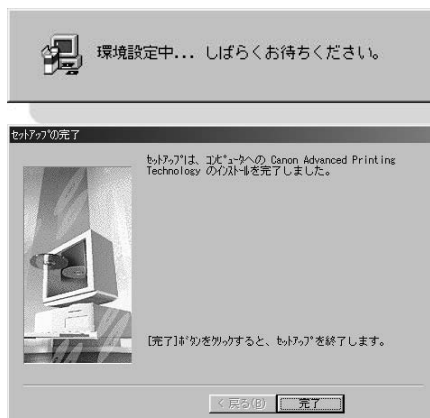 環境設定中... しばらくお待ちください。
セットアップの完了
セットアップは、コンピュータへの Canon Advanced Printing
Technology のインストールを完了しました。
[完了]ボタンをクリックすると、セットアップを終了します。
< 戻る(B)
完了